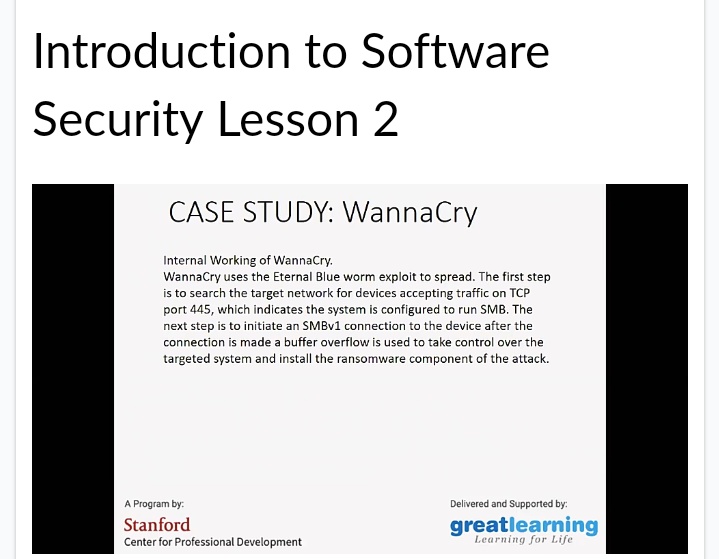 Introduction to Software
Security Lesson 2
CASE STUDY: WannaCry
Internal Working of WannaCry.
WannaCry uses the Eternal Blue worm exploit to spread. The first step
is to search the target network for devices accepting traffic on TCP
port 445, which indicates the system is configured to run SMB. The
next step is to initiate an SMBv1 connection to the device after the
connection is made a buffer overflow is used to take control over the
targeted system and install the ransomware component of the attack.
A Program by:
Stanford
Center for Professional Development
Delivered and Supported by:
greatlearning
Learning for Life